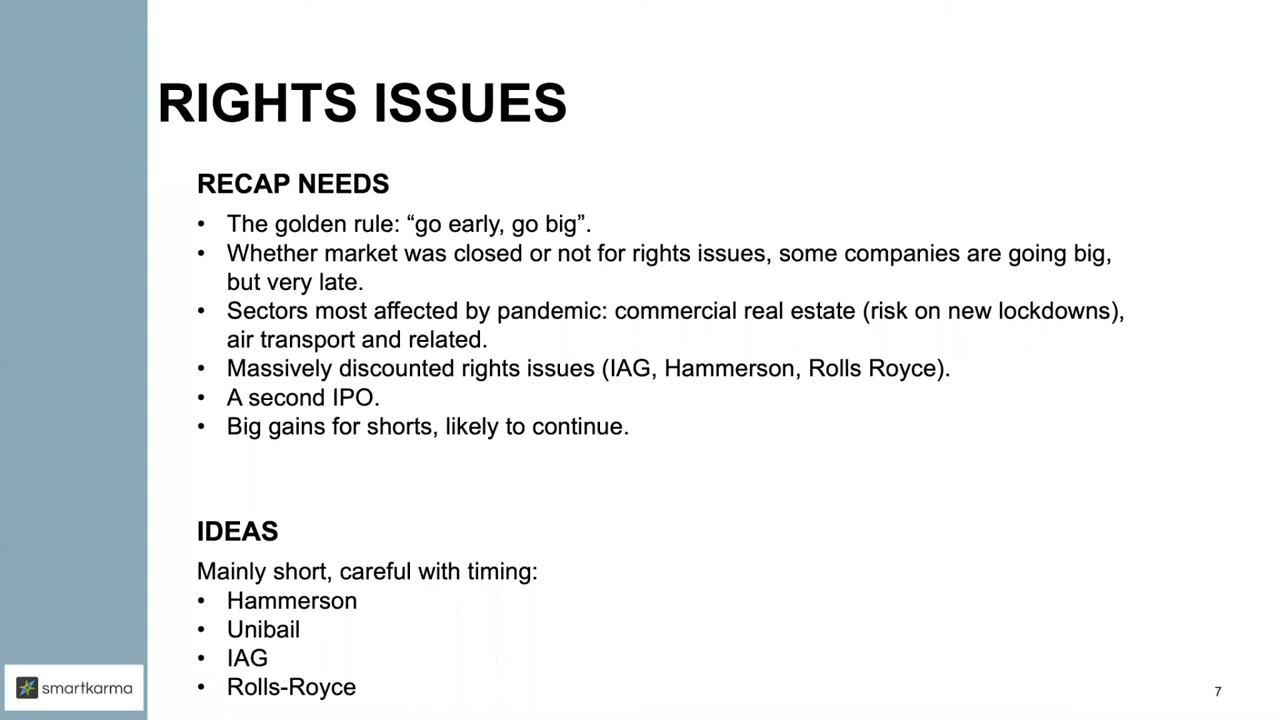 RIGHTS ISSUES
RECAP NEEDS
• The golden rule: “go early, go big”.
• Whether market was closed or not for rights issues, some companies are going big,
but very late.
• Sectors most affected by pandemic: commercial real estate (risk on new lockdowns),
air transport and related.
• Massively discounted rights issues (IAG, Hammerson, Rolls Royce).
• A second IPO.
• Big gains for shorts, likely to continue.
IDEAS
Mainly short, careful with timing:
• Hammerson
• Unibail
• IAG
• Rolls-Royce
smartkarma
7